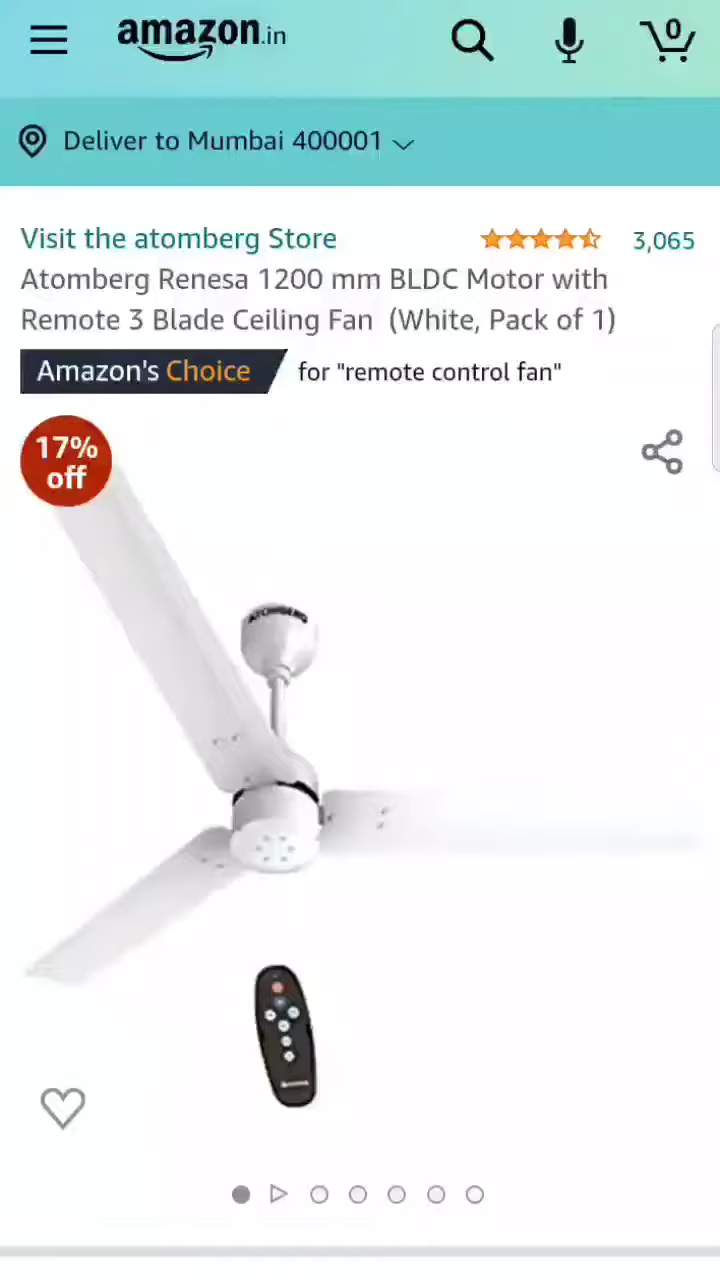 amazon.in
0
Deliver to Mumbai 400001
Visit the atomberg Store 3,065
Atomberg Renesa 1200 mm BLDC Motor with
Remote 3 Blade Ceiling Fan (White, Pack of 1)
Amazon's Choice for "remote control fan"
17%
off
ATOMBERG